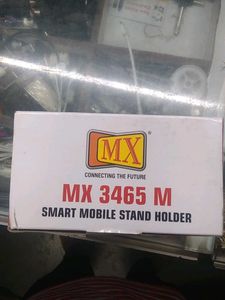 MX ®
CONNECTING THE FUTURE
MX 3465 M
SMART MOBILE STAND HOLDER